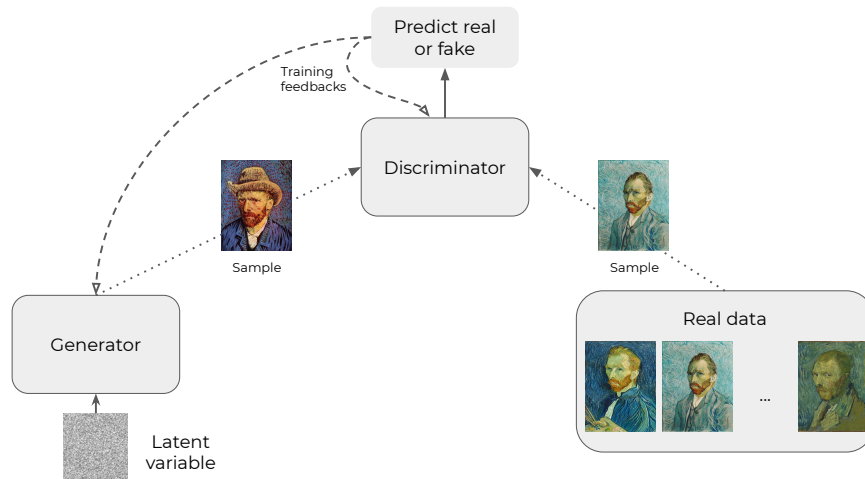 Predict real
or fake
Training
feedbacks
Discriminator
Sample
Sample
Generator
Real data
...
Latent
variable